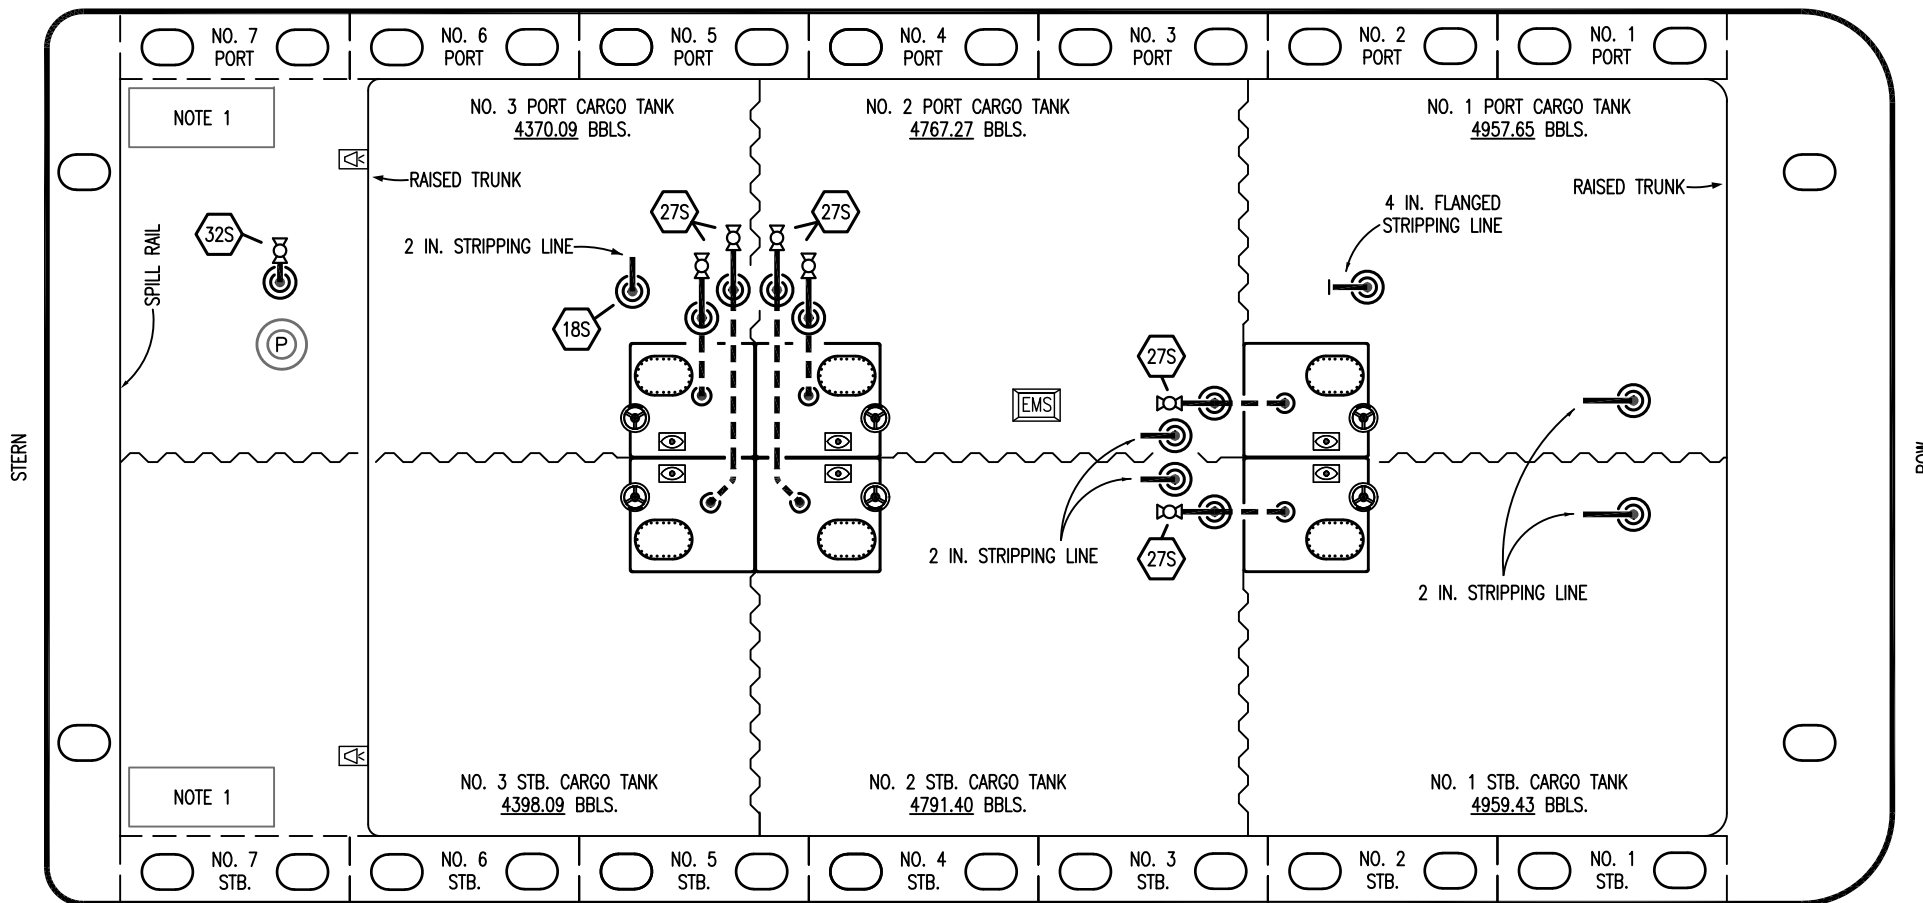 NO. 7 PORT
NO. 6 PORT
NO. 5 PORT
NO. 4 PORT
NO. 3 PORT
NO. 2 PORT
NO. 1 PORT
NOTE 1
NO. 3 PORT CARGO TANK
4370.09 BBLS.
NO. 2 PORT CARGO TANK
4767.27 BBLS.
NO. 1 PORT CARGO TANK
4957.65 BBLS.
RAISED TRUNK
RAISED TRUNK
27S
27S
4 IN. FLANGED
STRIPPING LINE
32S
2 IN. STRIPPING LINE
SPILL RAIL
18S
P
27S
EMS
STERN
BOW
2 IN. STRIPPING LINE
27S
2 IN. STRIPPING LINE
NOTE 1
NO. 3 STB. CARGO TANK
4398.09 BBLS.
NO. 2 STB. CARGO TANK
4791.40 BBLS.
NO. 1 STB. CARGO TANK
4959.43 BBLS.
NO. 7 STB.
NO. 6 STB.
NO. 5 STB.
NO. 4 STB.
NO. 3 STB.
NO. 2 STB.
NO. 1 STB.